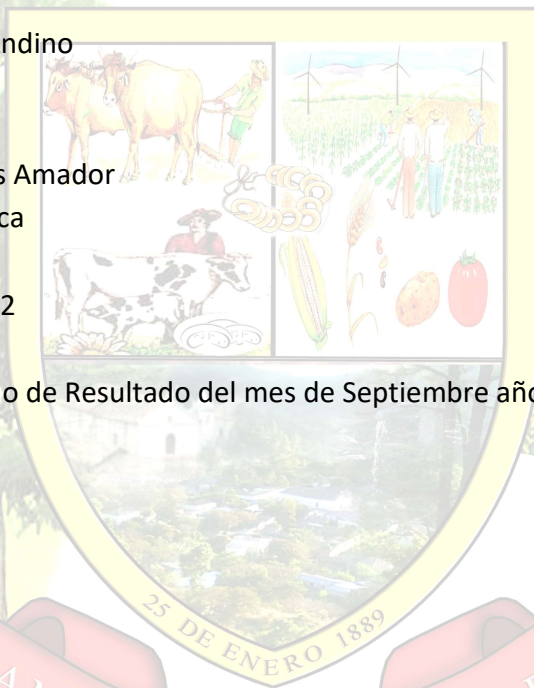 ndino
s Amador
ca
2
o de Resultado del mes de Septiembre año
25 DE ENERO 1889